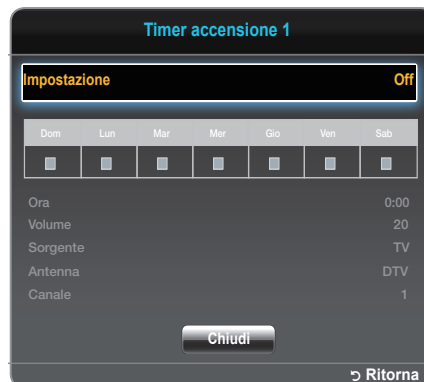 Timer accensione 1
Impostazione Off
Dom Lun Mar Mer Gio Ven Sab
Ora 0:00
Volume 20
Sorgente TV
Antenna DTV
Canale 1
Chiudi
Ritorna